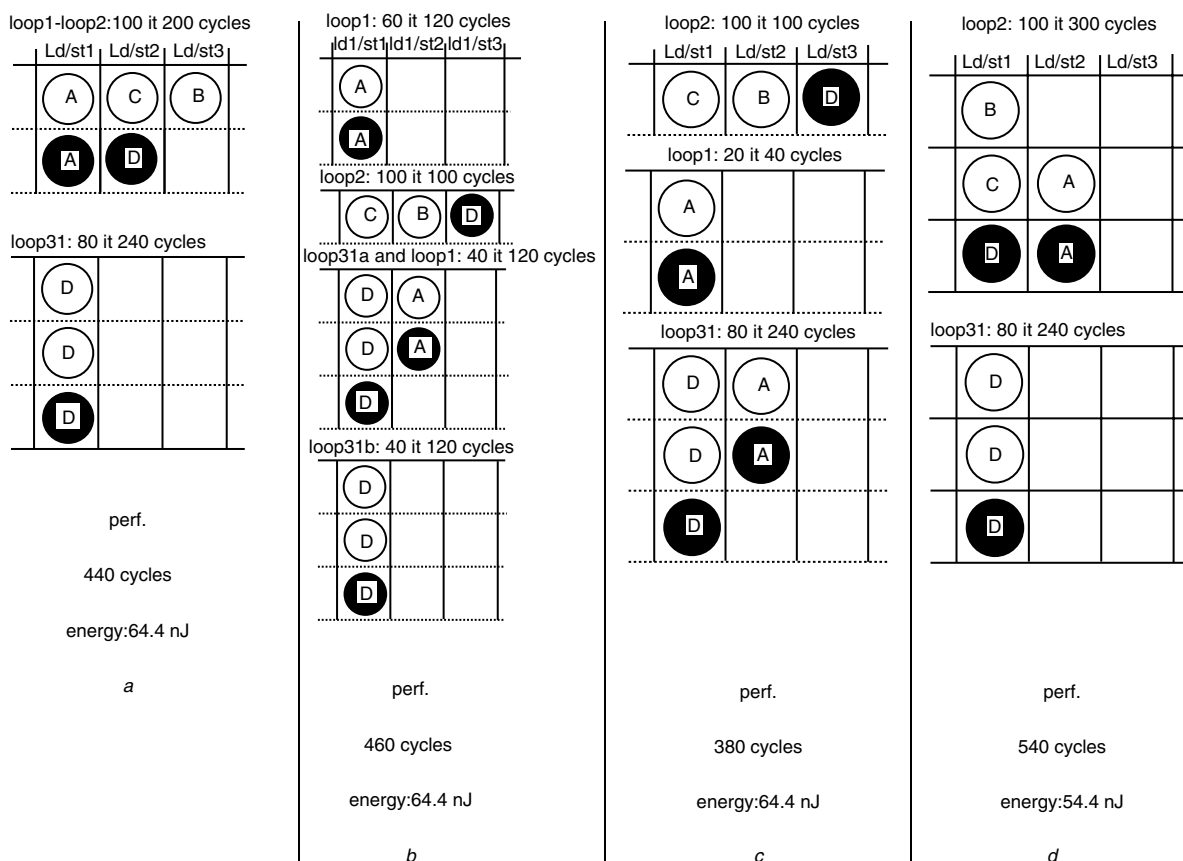 loop1-loop2:100 it 200 cycles
Ld/st1 Ld/st2 Ld/st3
A C B
A D
loop31: 80 it 240 cycles
D
D
D
perf.
440 cycles
energy:64.4 nJ
a
loop1: 60 it 120 cycles
ld1/st1 ld1/st2 ld1/st3
A
A
loop2: 100 it 100 cycles
C B D
loop31a and loop1: 40 it 120 cycles
D A
D A
D
loop31b: 40 it 120 cycles
D
D
D
perf.
460 cycles
energy:64.4 nJ
b
loop2: 100 it 100 cycles
Ld/st1 Ld/st2 Ld/st3
C B D
loop1: 20 it 40 cycles
A
A
loop31: 80 it 240 cycles
D A
D A
D
perf.
380 cycles
energy:64.4 nJ
c
loop2: 100 it 300 cycles
Ld/st1 Ld/st2 Ld/st3
B
C A
D A
loop31: 80 it 240 cycles
D
D
D
perf.
540 cycles
energy:54.4 nJ
d